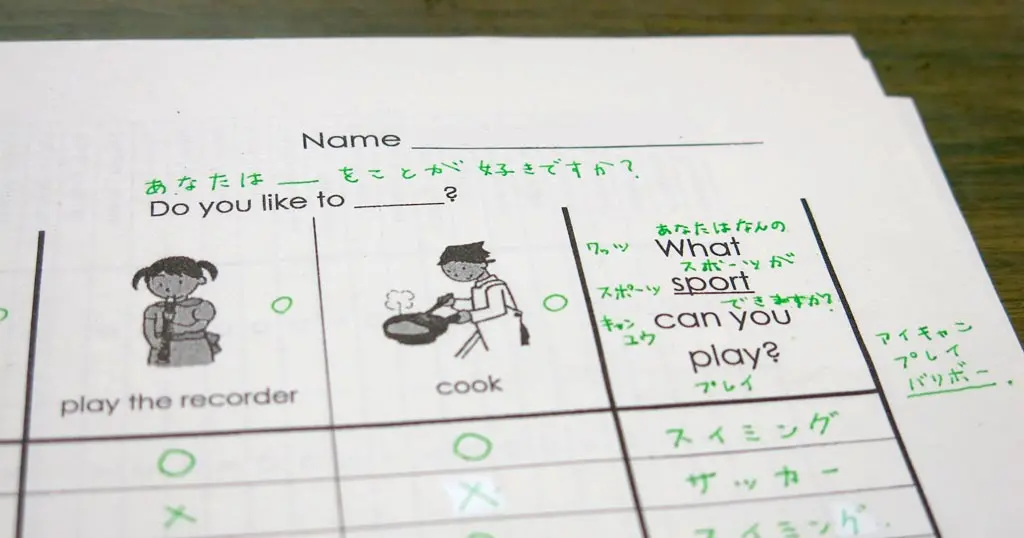 Name
あなたは ___ をことが好きですか?
Do you like to ______?
あなたはなんの
ワッツ
What
スポーツが
スポーツ
sport
できますか?
キャン
can you
ユウ
play?
プレイ
アイキャン
プレイ
バリボー.
play the recorder
cook
○ ○ スイミング
× × サッカー
スイミング.